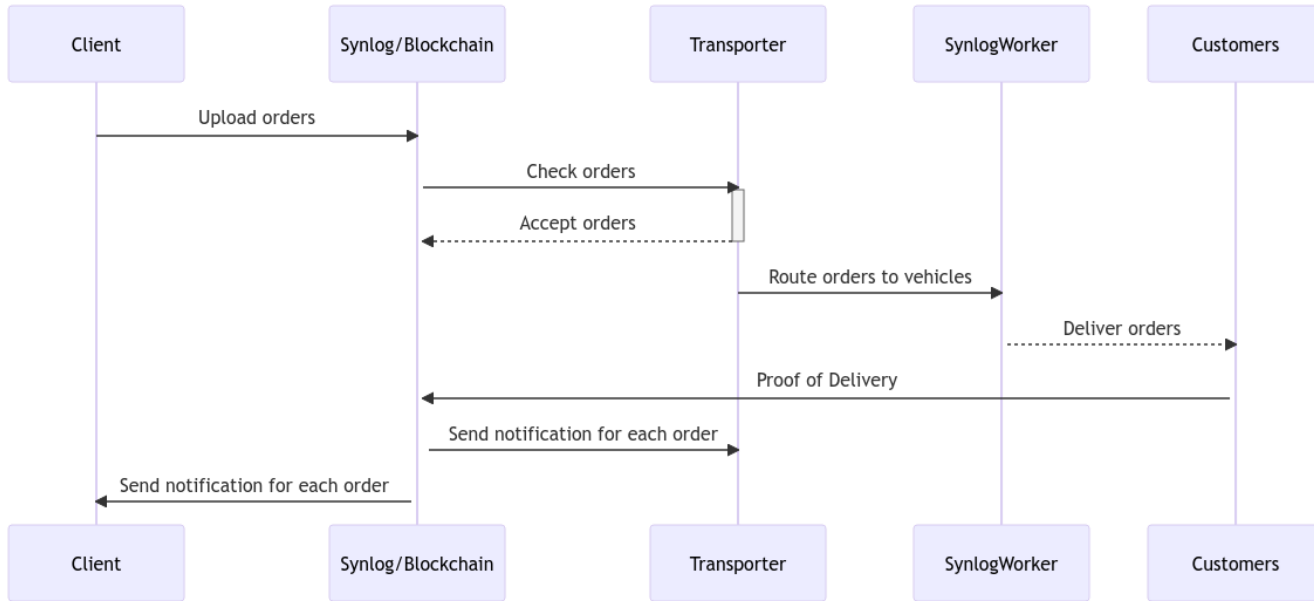 Client
Synlog/Blockchain
Transporter
SynlogWorker
Customers
Upload orders
Check orders
Accept orders
Route orders to vehicles
Deliver orders
Proof of Delivery
Send notification for each order
Send notification for each order
Client
Synlog/Blockchain
Transporter
SynlogWorker
Customers